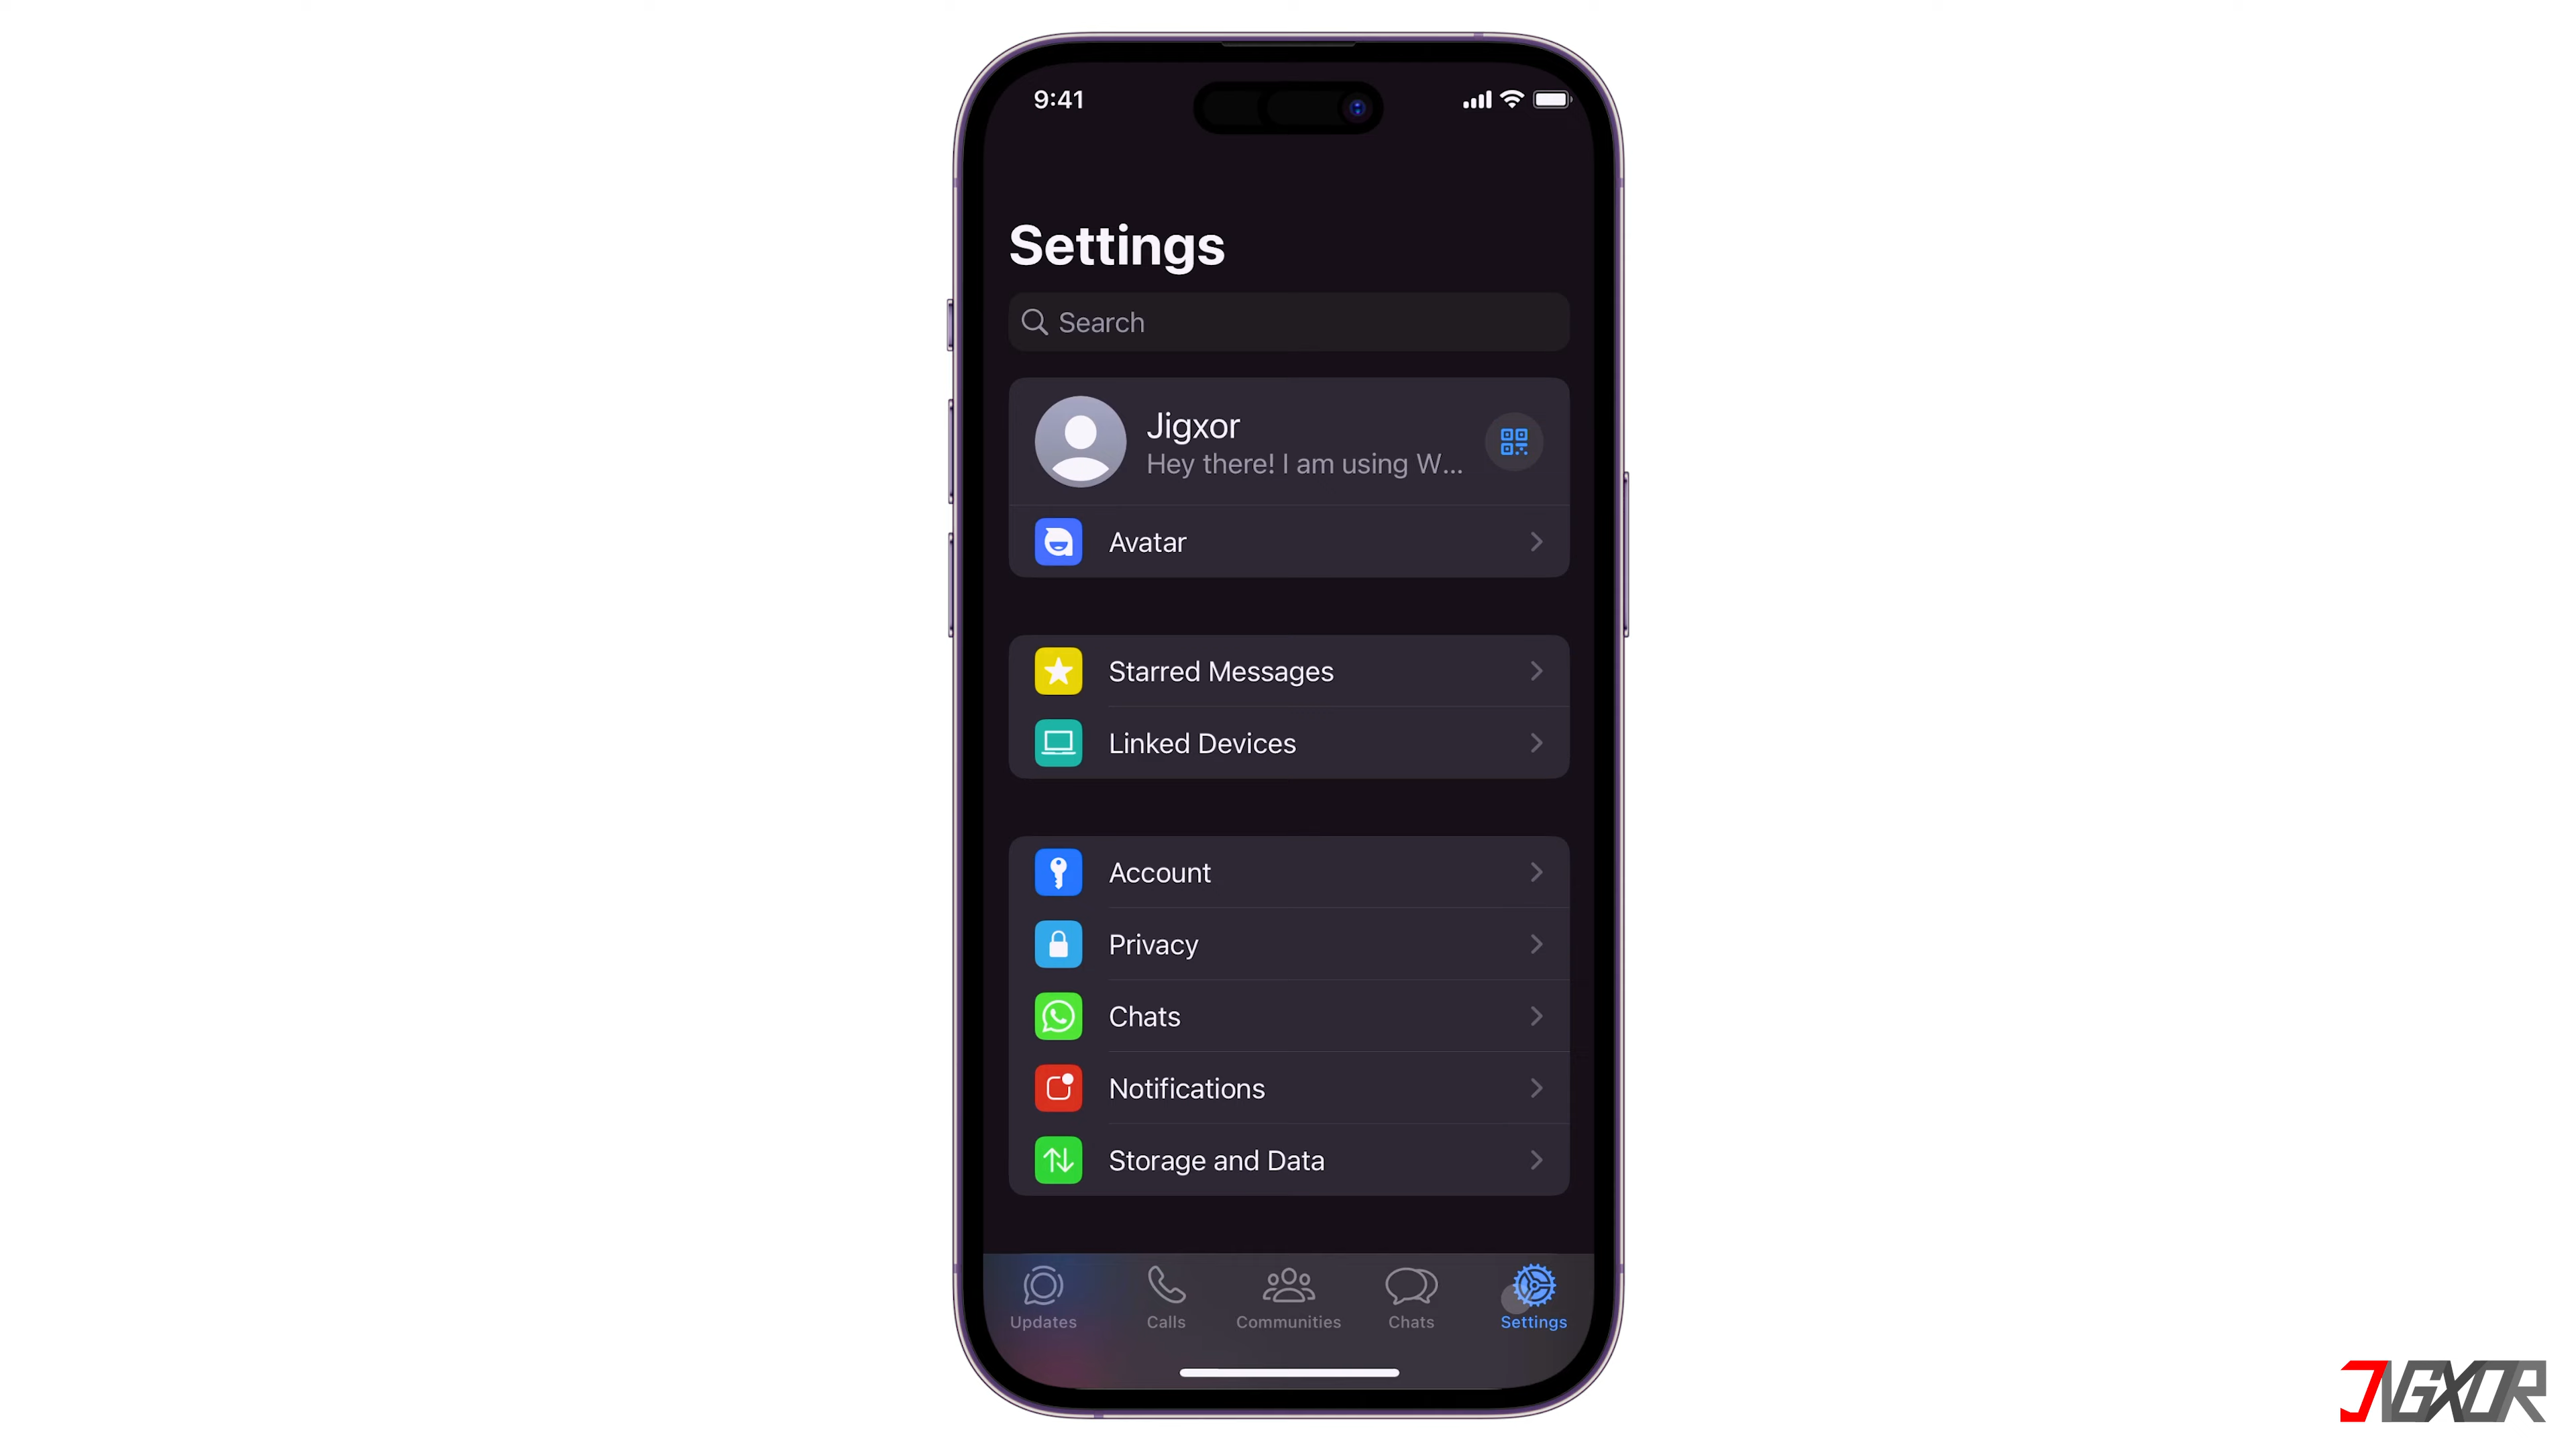 9:41
Settings
Search
Jigxor
Hey there! I am using W...
Avatar
Starred Messages
Linked Devices
Account
Privacy
Chats
Notifications
Storage and Data
Updates
Calls
Communities
Chats
Settings
JIGXOR